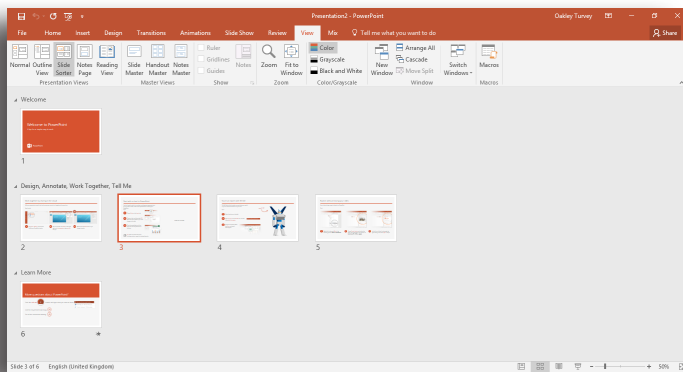 Presentation2 - PowerPoint
Oakley Turvey
File Home Insert Design Transitions Animations Slide Show Review View Mix Tell me what you want to do
Share
Normal Outline View Slide Sorter Notes Page Reading View
Presentation Views
Slide Master Handout Master Notes Master
Master Views
Ruler
Gridlines
Guides
Notes
Show
Zoom Fit to Window
Zoom
Color
Grayscale
Black and White
Color/Grayscale
New Window
Arrange All
Cascade
Move Split
Switch Windows
Window
Macros
Macros
Welcome
Welcome to PowerPoint
1
Design, Annotate, Work Together, Tell Me
2
3
4
5
Learn More
6
Slide 3 of 6 English (United Kingdom)
50%